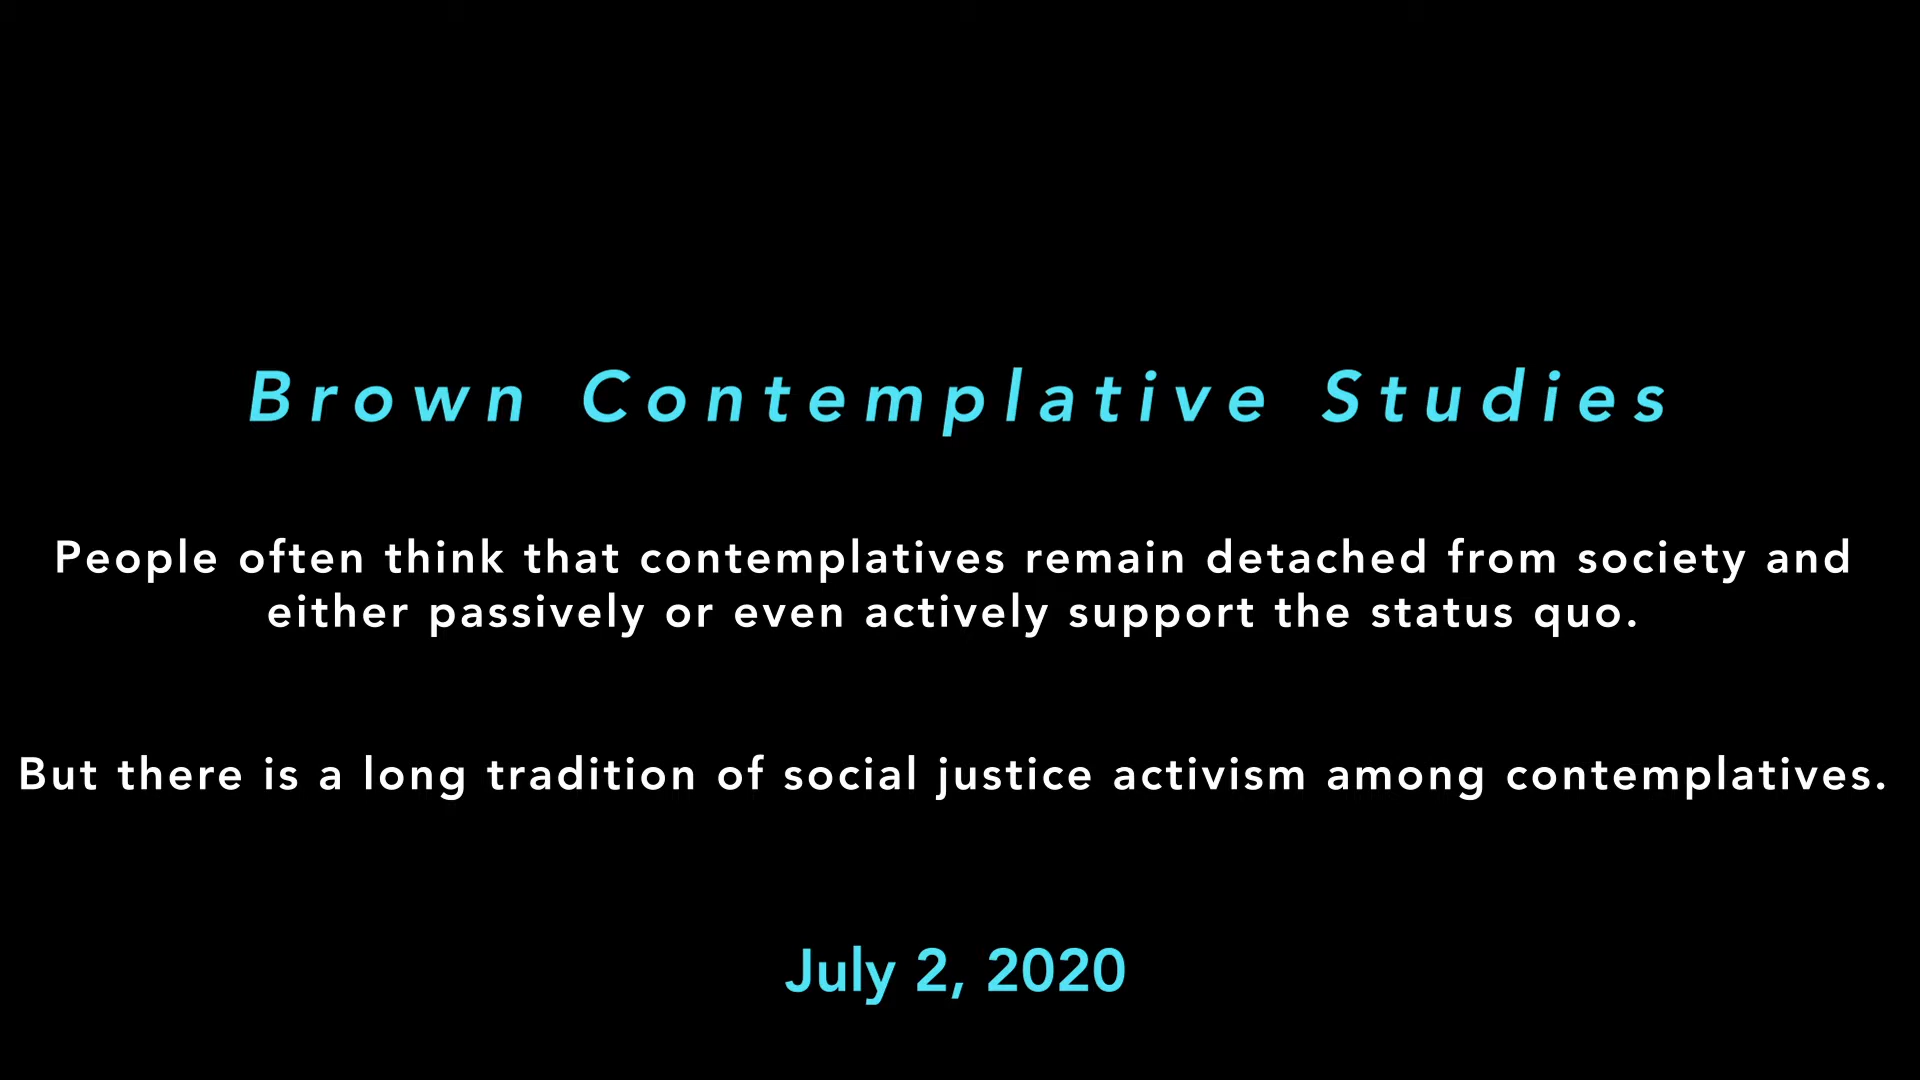 Brown Contemplative Studies
People often think that contemplatives remain detached from society and
either passively or even actively support the status quo.
But there is a long tradition of social justice activism among contemplatives.
July 2, 2020